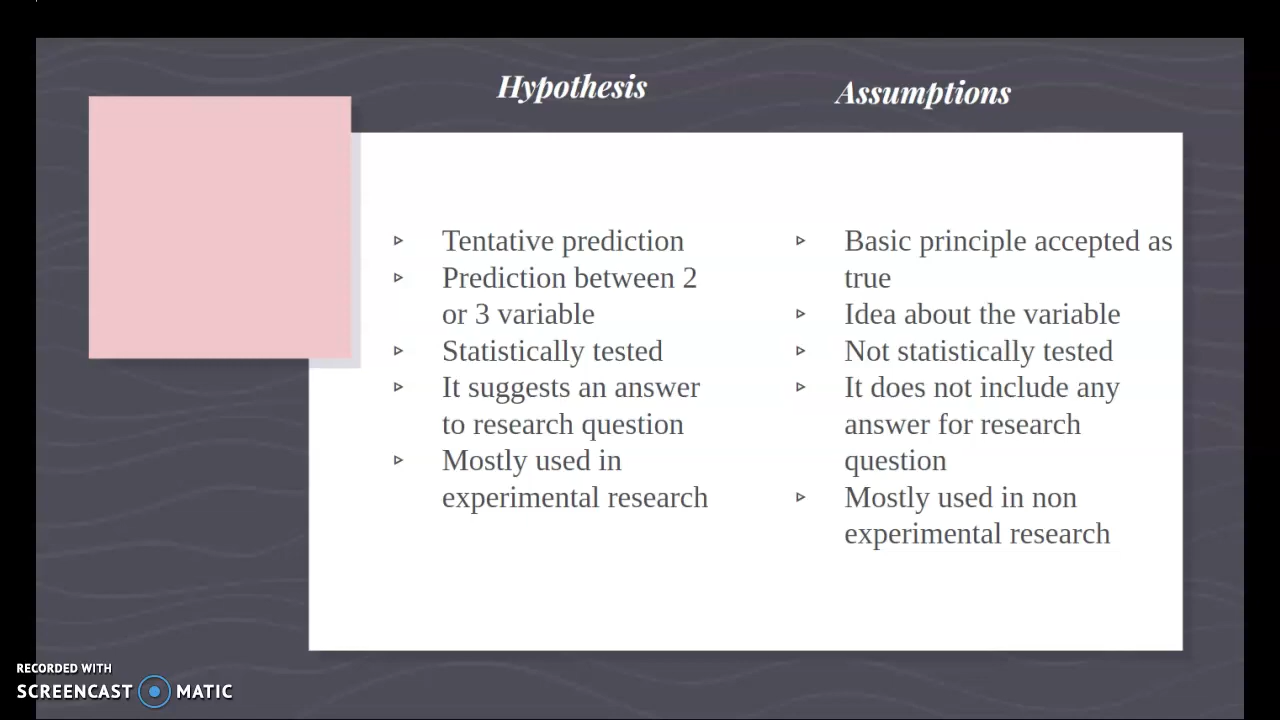 Hypothesis
Assumptions
Tentative prediction
Prediction between 2
or 3 variable
Statistically tested
It suggests an answer
to research question
Mostly used in
experimental research
Basic principle accepted as
true
Idea about the variable
Not statistically tested
It does not include any
answer for research
question
Mostly used in non
experimental research
RECORDED WITH
SCREENCAST MATIC